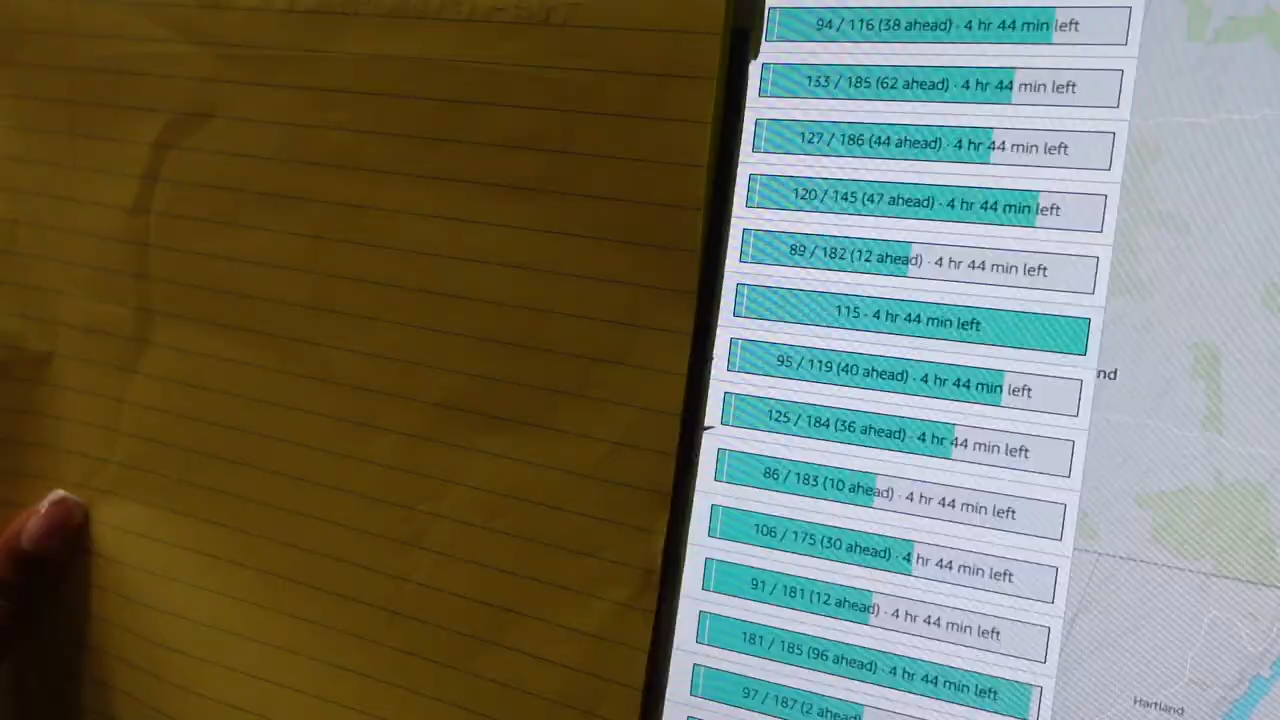 94 / 116 (38 ahead) · 4 hr 44 min left
133 / 185 (62 ahead) · 4 hr 44 min left
127 / 186 (44 ahead) · 4 hr 44 min left
120 / 145 (47 ahead) · 4 hr 44 min left
89 / 182 (12 ahead) · 4 hr 44 min left
115 · 4 hr 44 min left
nd
95 / 119 (40 ahead) · 4 hr 44 min left
125 / 184 (36 ahead) · 4 hr 44 min left
86 / 183 (10 ahead) · 4 hr 44 min left
106 / 175 (30 ahead) · 4 hr 44 min left
91 / 181 (12 ahead) · 4 hr 44 min left
181 / 185 (96 ahead) · 4 hr 44 min left
97 / 187 (2 ahead)
Hartland